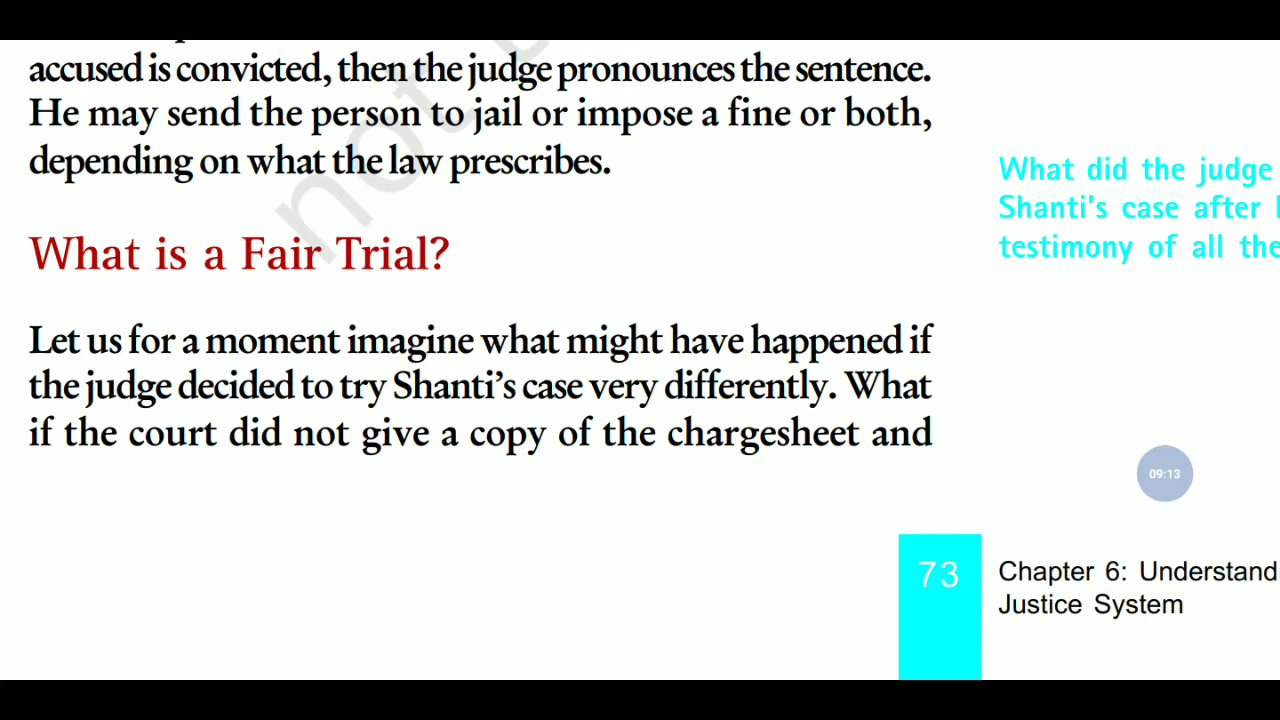 accused is convicted, then the judge pronounces the sentence.
He may send the person to jail or impose a fine or both,
depending on what the law prescribes.
What did the judge
Shanti's case after
testimony of all the
What is a Fair Trial?
Let us for a moment imagine what might have happened if
the judge decided to try Shanti's case very differently. What
if the court did not give a copy of the chargesheet and
09:13
73
Chapter 6: Understand
Justice System
not